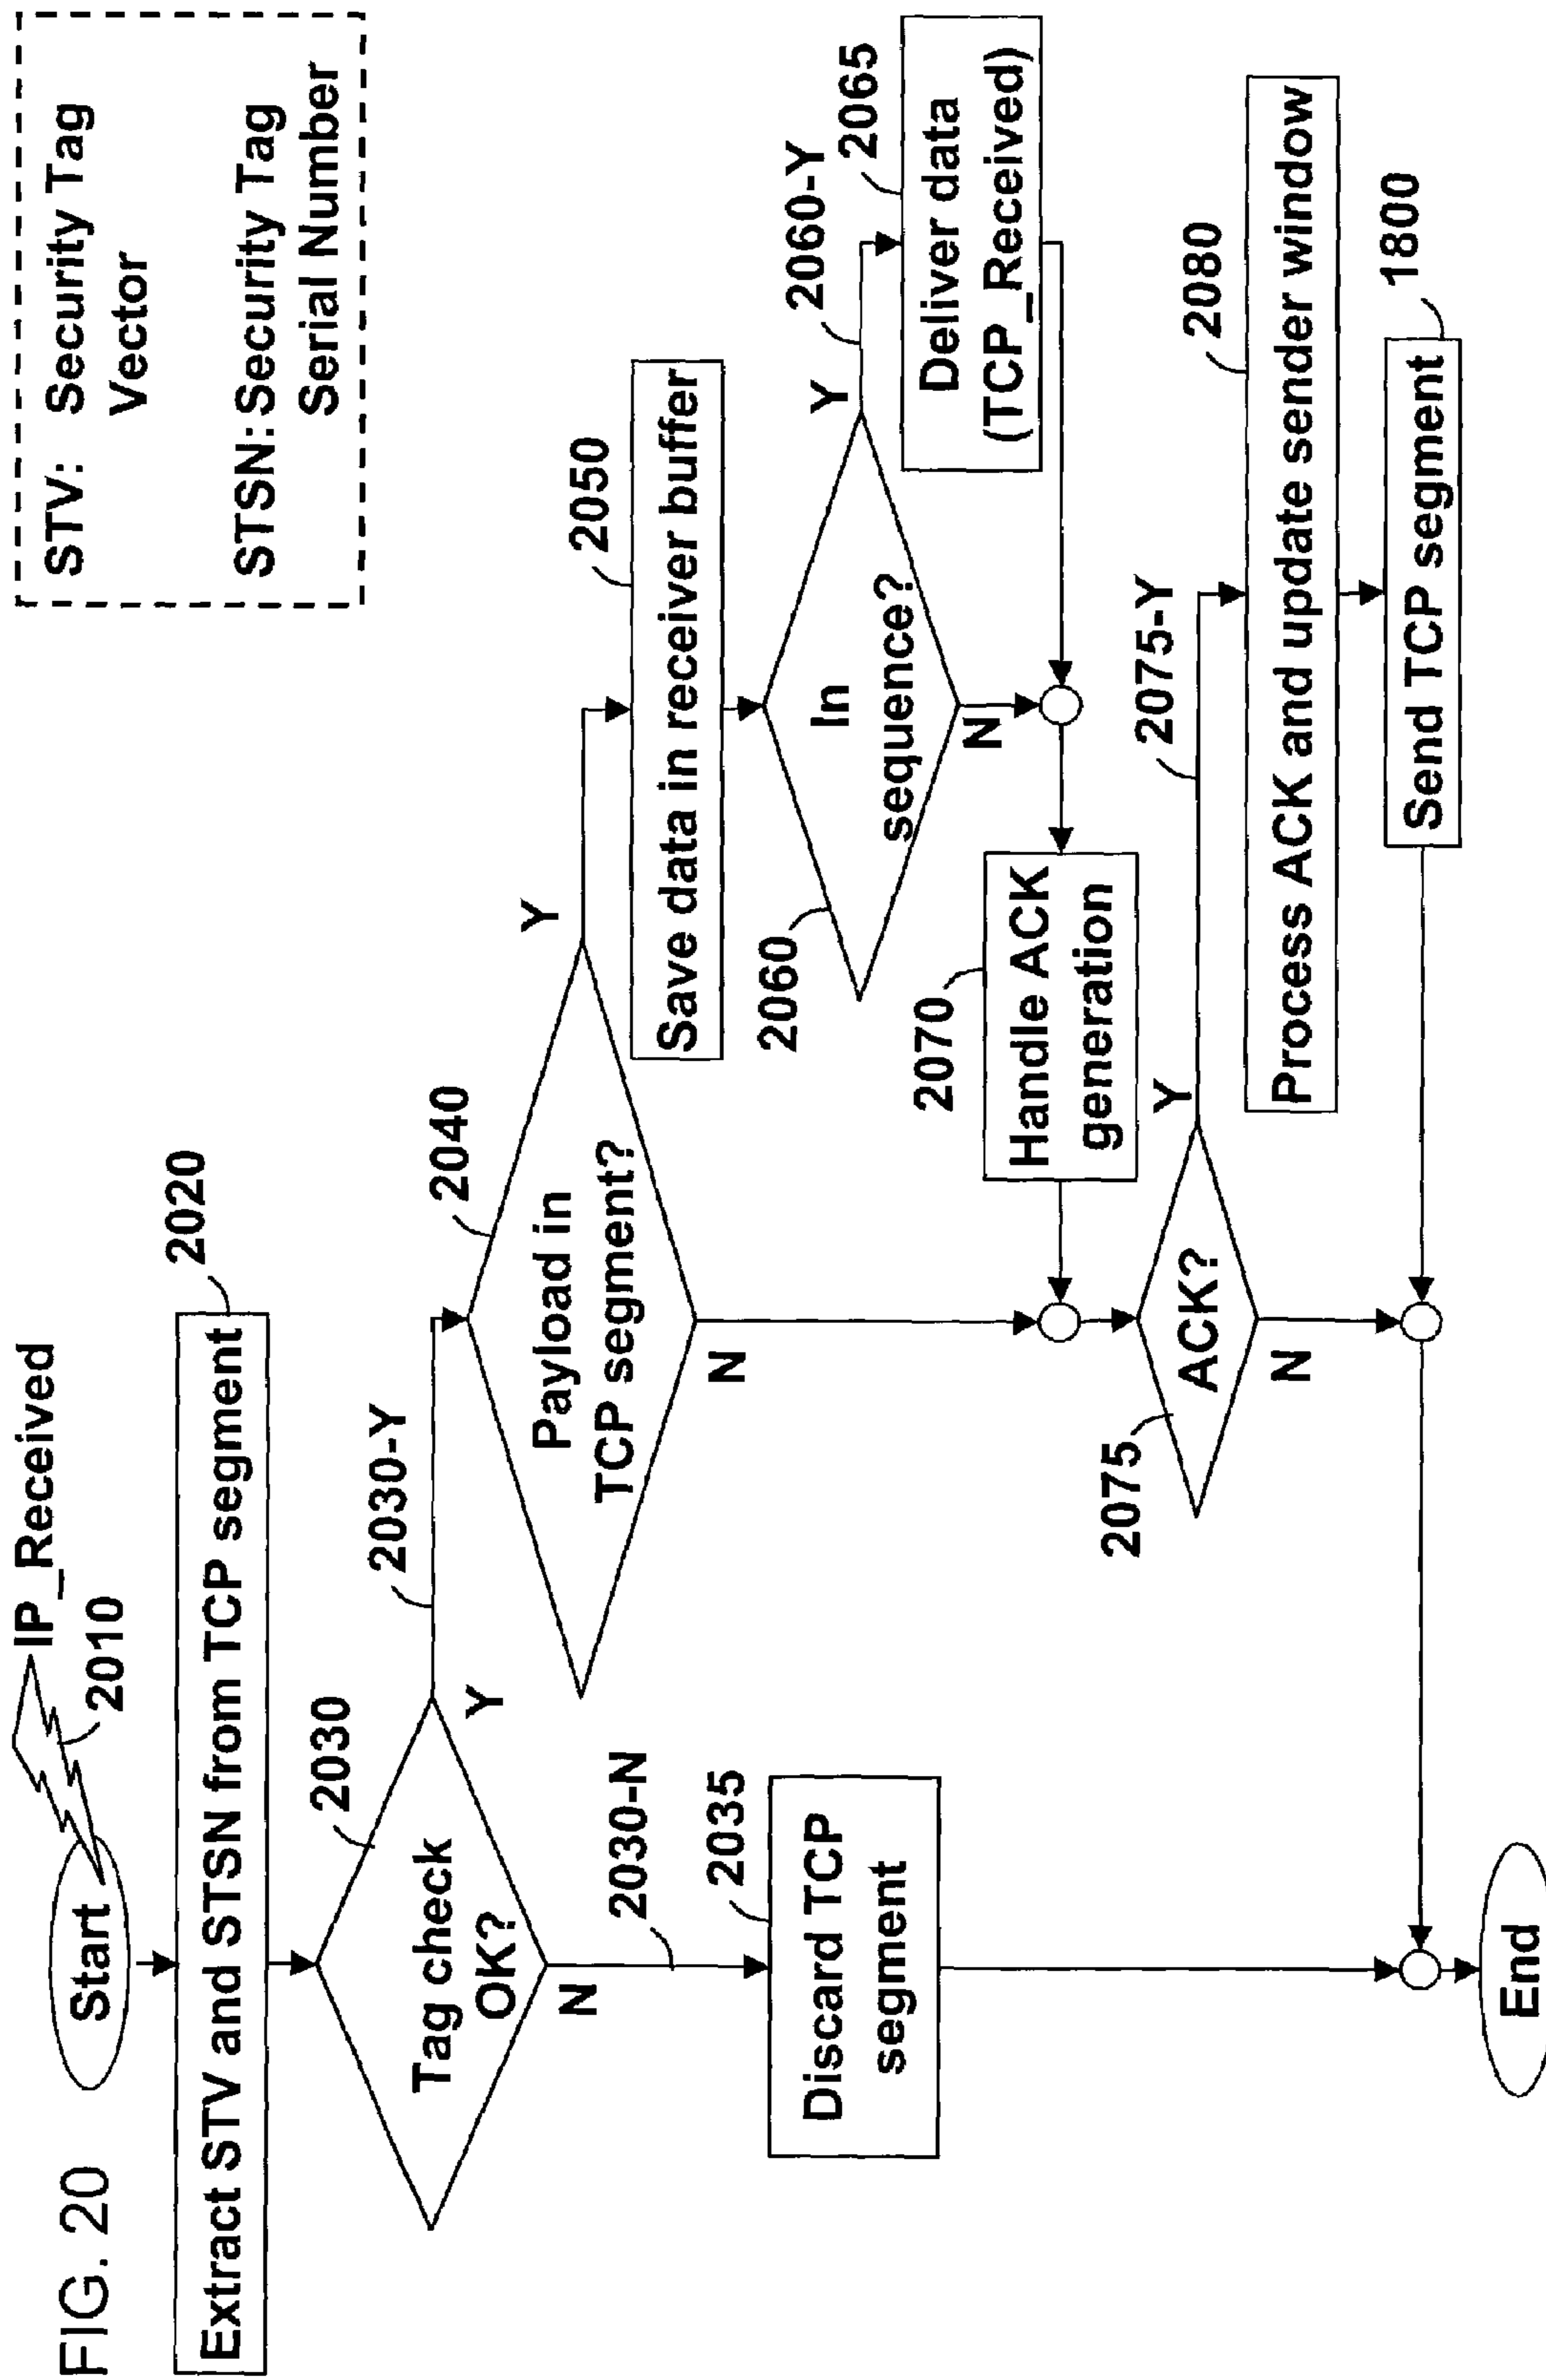 FIG. 20
Start
IP_Received
2010
STV: Security Tag
Vector
STSN:Security Tag
Serial Number
2020
Extract STV and STSN from TCP segment
2030
Tag check
OK?
Y
2030-Y
N
2030-N
2035
Discard TCP
segment
2040
Payload in
TCP segment?
Y
N
2050
Save data in receiver buffer
2060
In
sequence?
Y
2060-Y
N
2065
Deliver data
(TCP_Received)
2070
Handle ACK
generation
2075
ACK?
Y
2075-Y
N
2080
Process ACK and update sender window
1800
Send TCP segment
End